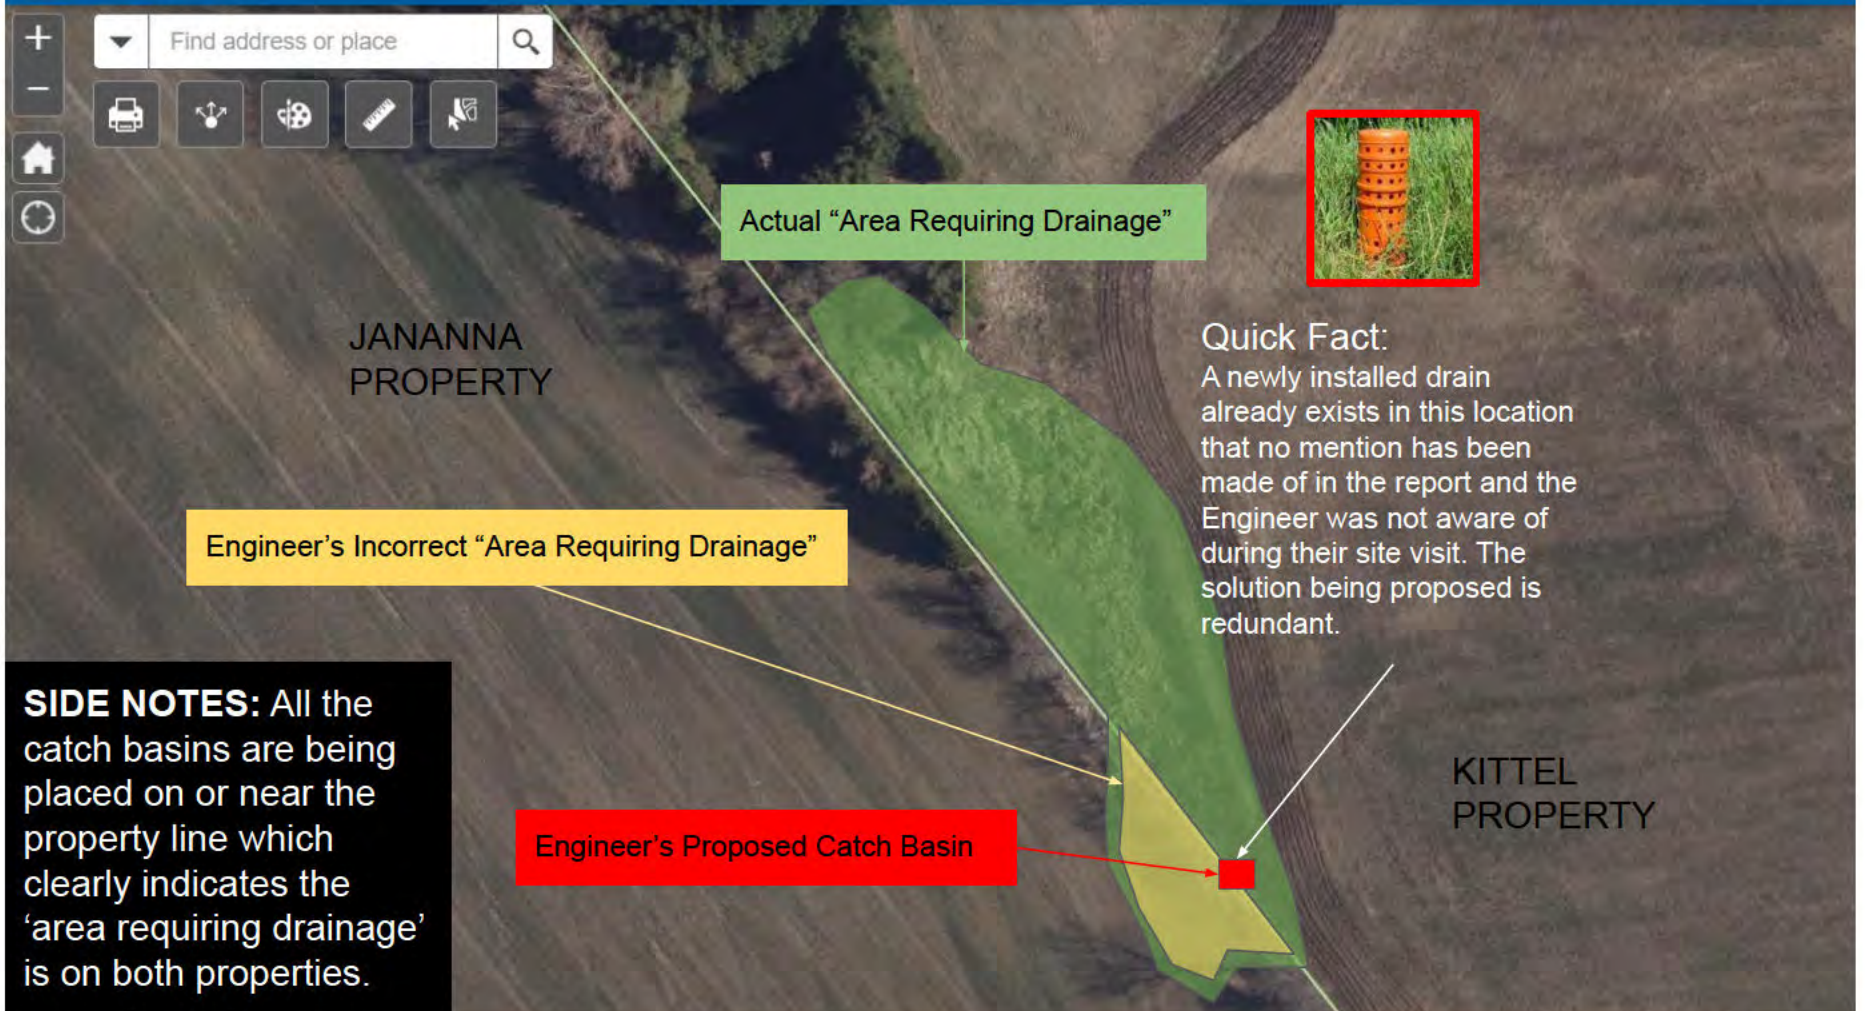 Find address or place
Actual “Area Requiring Drainage”
JANANNA
PROPERTY
Quick Fact:
A newly installed drain
already exists in this location
that no mention has been
made of in the report and the
Engineer was not aware of
during their site visit. The
solution being proposed is
redundant.
Engineer’s Incorrect “Area Requiring Drainage”
SIDE NOTES: All the
catch basins are being
placed on or near the
property line which
clearly indicates the
‘area requiring drainage’
is on both properties.
Engineer’s Proposed Catch Basin
KITTEL
PROPERTY